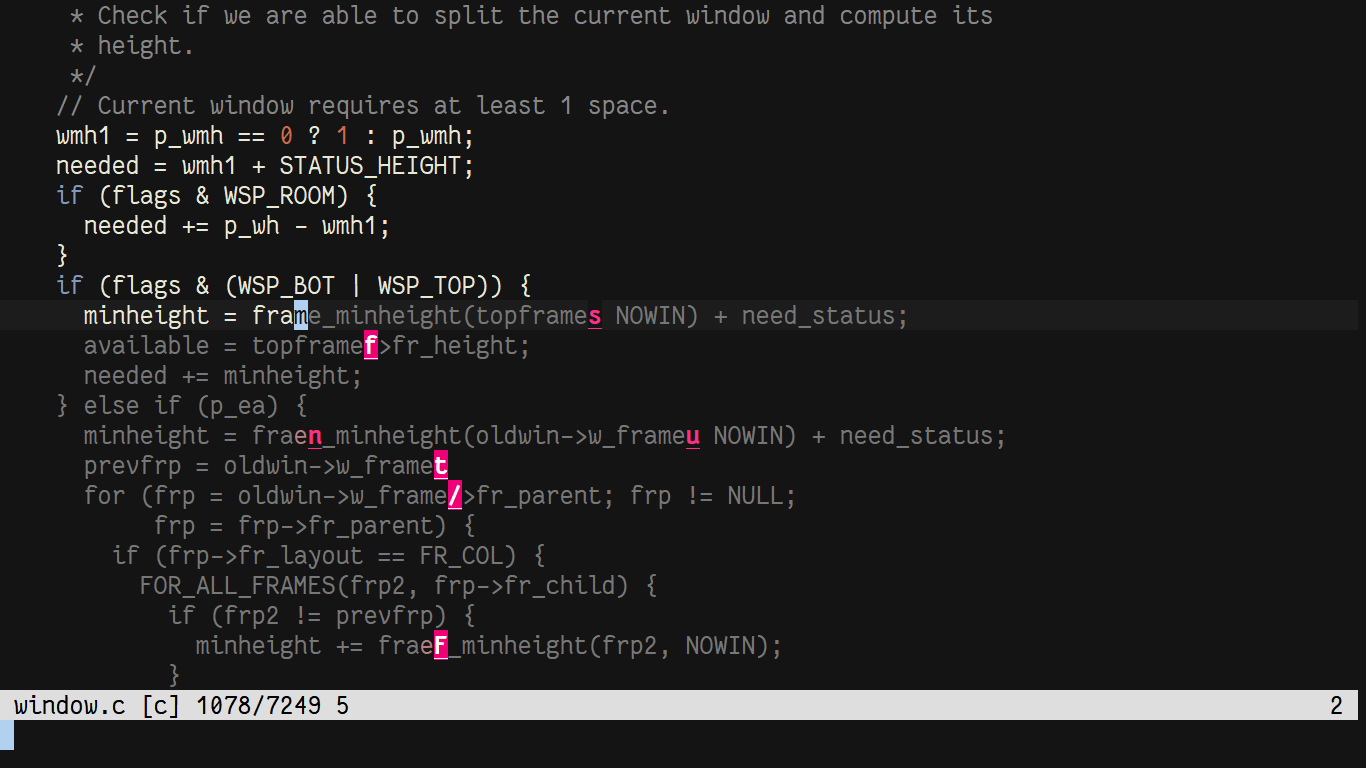 * Check if we are able to split the current window and compute its
* height.
*/
// Current window requires at least 1 space.
wmh1 = p_wmh == 0 ? 1 : p_wmh;
needed = wmh1 + STATUS_HEIGHT;
if (flags & WSP_ROOM) {
needed += p_wh - wmh1;
}
if (flags & (WSP_BOT | WSP_TOP)) {
minheight = frame_minheight(topframes NOWIN) + need_status;
available = topframef>fr_height;
needed += minheight;
} else if (p_ea) {
minheight = fraen_minheight(oldwin->w_frameu NOWIN) + need_status;
prevfrp = oldwin->w_framet
for (frp = oldwin->w_frame/>fr_parent; frp != NULL;
frp = frp->fr_parent) {
if (frp->fr_layout == FR_COL) {
FOR_ALL_FRAMES(frp2, frp->fr_child) {
if (frp2 != prevfrp) {
minheight += fraeF_minheight(frp2, NOWIN);
}
window.c [c] 1078/7249 5 2